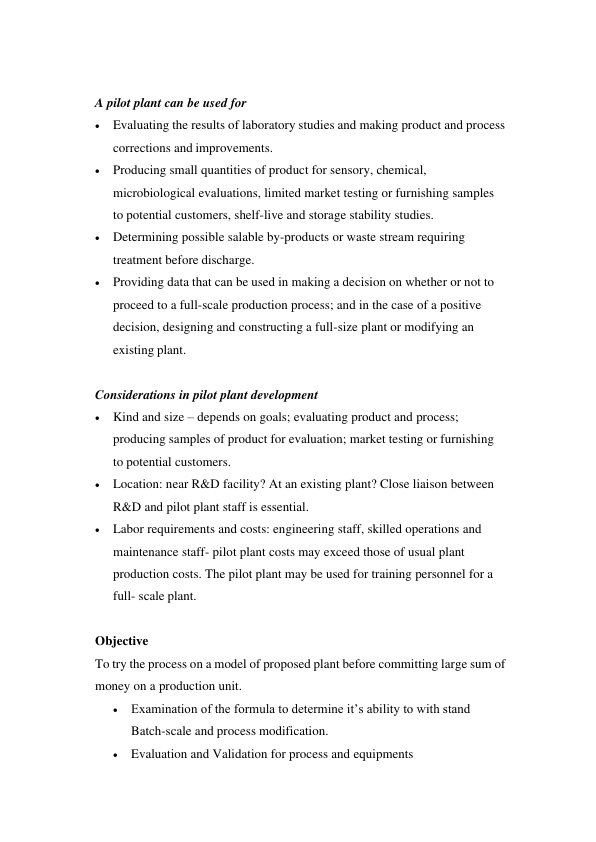 A pilot plant can be used for
• Evaluating the results of laboratory studies and making product and process
corrections and improvements.
• Producing small quantities of product for sensory, chemical,
microbiological evaluations, limited market testing or furnishing samples
to potential customers, shelf-live and storage stability studies.
• Determining possible salable by-products or waste stream requiring
treatment before discharge.
• Providing data that can be used in making a decision on whether or not to
proceed to a full-scale production process; and in the case of a positive
decision, designing and constructing a full-size plant or modifying an
existing plant.
Considerations in pilot plant development
• Kind and size – depends on goals; evaluating product and process;
producing samples of product for evaluation; market testing or furnishing
to potential customers.
• Location: near R&D facility? At an existing plant? Close liaison between
R&D and pilot plant staff is essential.
• Labor requirements and costs: engineering staff, skilled operations and
maintenance staff- pilot plant costs may exceed those of usual plant
production costs. The pilot plant may be used for training personnel for a
full- scale plant.
Objective
To try the process on a model of proposed plant before committing large sum of
money on a production unit.
• Examination of the formula to determine it’s ability to with stand
Batch-scale and process modification.
• Evaluation and Validation for process and equipments